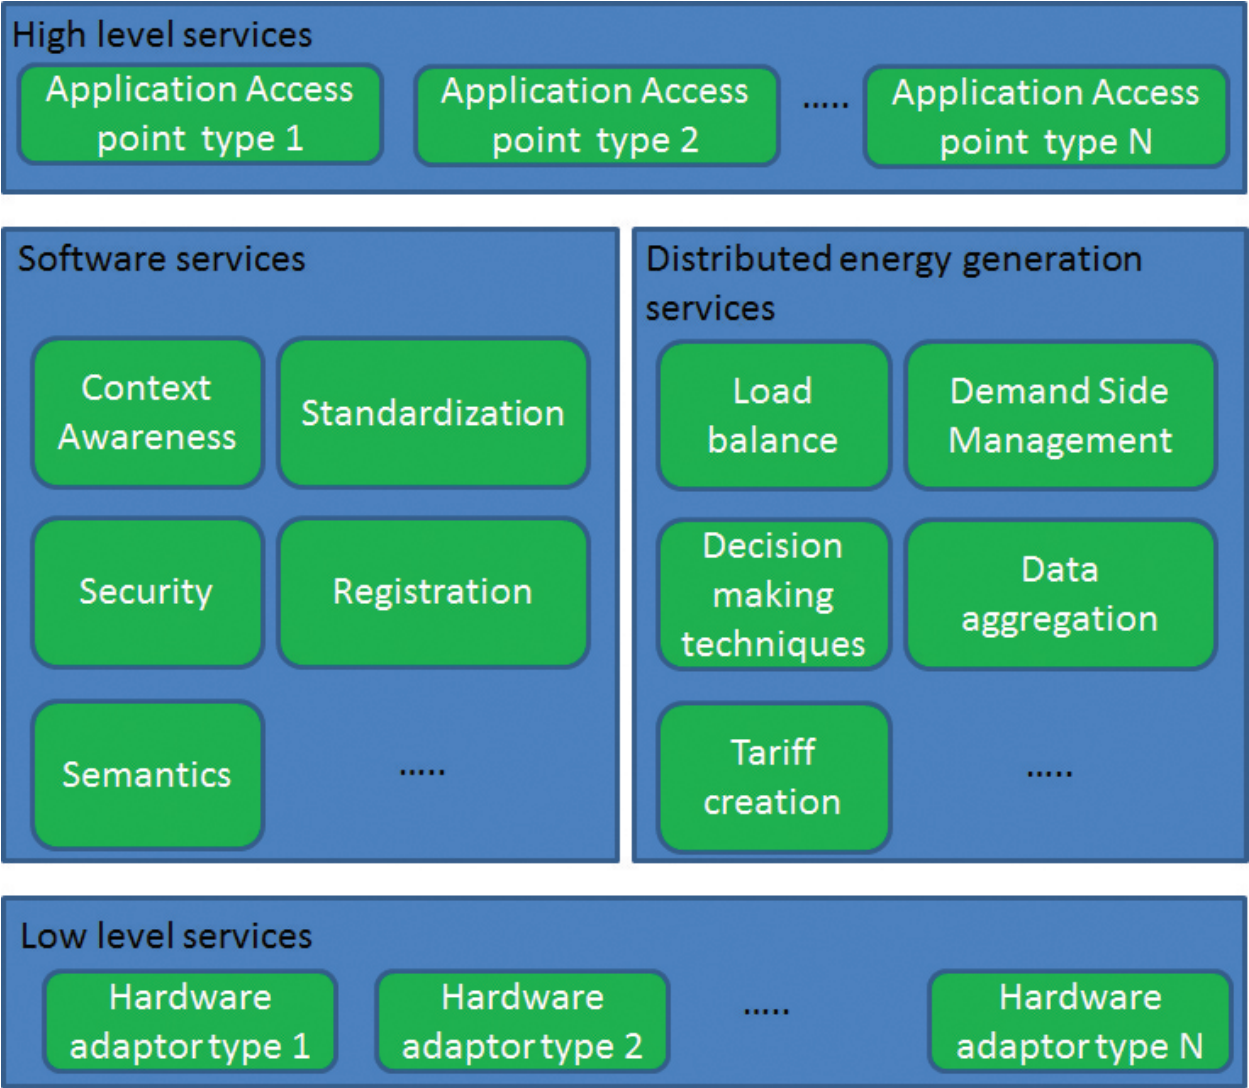 High level services
Application Access
point type 1
Application Access
point type 2
.....
Application Access
point type N
Software services
Context
Awareness
Standardization
Security
Registration
Semantics
.....
Distributed energy generation
services
Load
balance
Demand Side
Management
Decision
making
techniques
Data
aggregation
Tariff
creation
.....
Low level services
Hardware
adaptor type 1
Hardware
adaptor type 2
.....
Hardware
adaptor type N